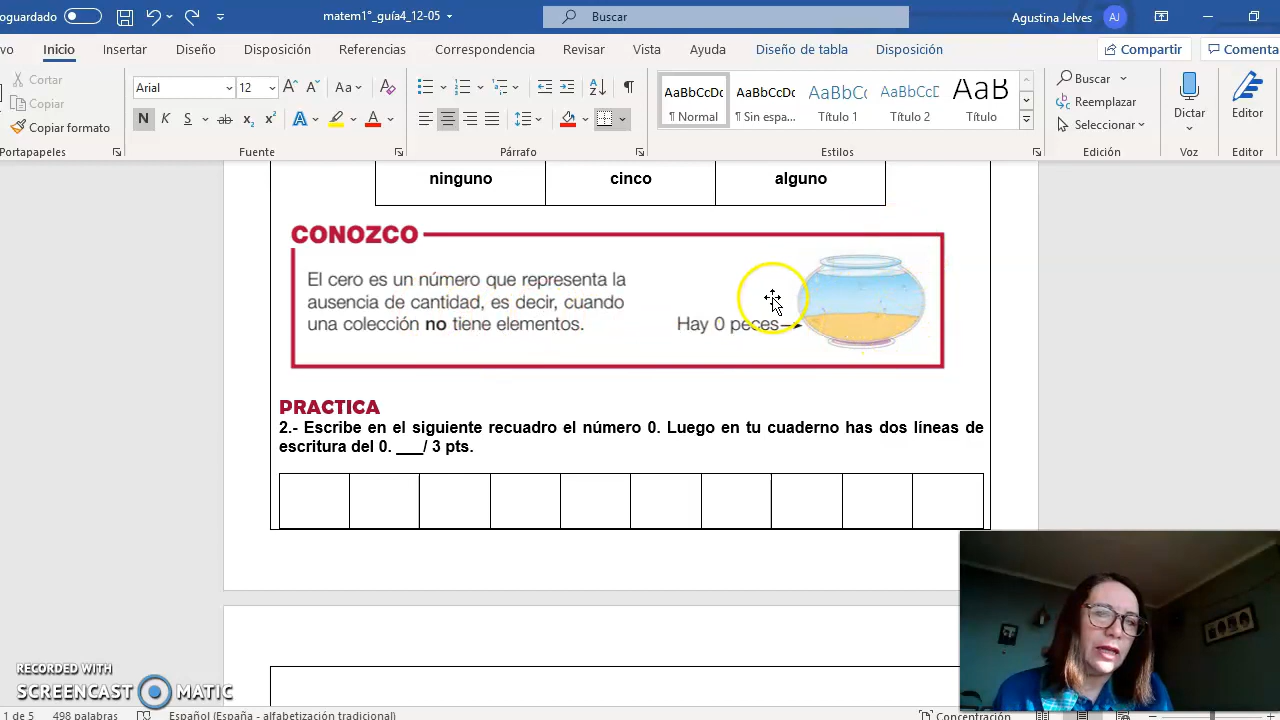 oguardado
matem1°_guía4_12-05
Buscar
Agustina Jelves
AJ
vo
Inicio
Insertar
Diseño
Disposición
Referencias
Correspondencia
Revisar
Vista
Ayuda
Diseño de tabla
Disposición
Compartir
Comenta
Cortar
Copiar
Copiar formato
Portapapeles
Arial
12
Aa
N
K
S
ab
Fuente
Párrafo
AaBbCcDc
¶ Normal
AaBbCcDc
¶ Sin espa...
AaBbCc
Título 1
AaBbCcD
Título 2
AaB
Título
Estilos
Buscar
Reemplazar
Seleccionar
Edición
Dictar
Voz
Editor
Editor
ninguno cinco alguno
CONOZCO
El cero es un número que representa la
ausencia de cantidad, es decir, cuando
una colección no tiene elementos.
Hay 0 peces
PRACTICA
2.- Escribe en el siguiente recuadro el número 0. Luego en tu cuaderno has dos líneas de
escritura del 0. ___/ 3 pts.
RECORDED WITH
SCREENCAST MATIC
1 de 5
498 palabras
Español (España - alfabetización tradicional)
Concentración